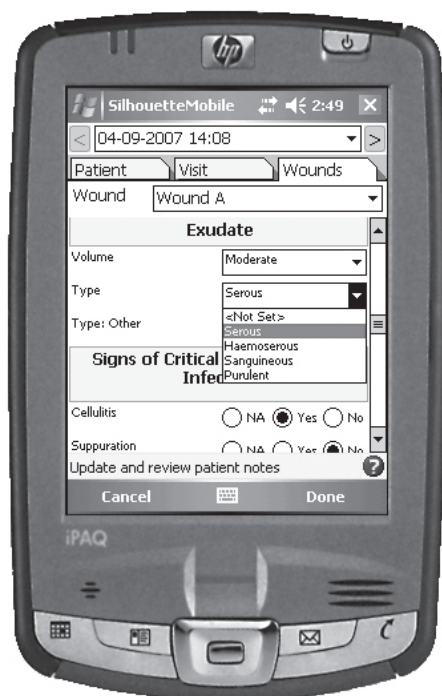 hp
SilhouetteMobile 2:49
< 04-09-2007 14:08 >
Patient Visit Wounds
Wound Wound A
Exudate
Volume Moderate
Type Serous
Type: Other <Not Set>
Serous
Haemoserous
Sanguineous
Purulent
Signs of Critical
Infec
Cellulitis NA Yes No
Suppuration NA Yes No
Update and review patient notes ?
Cancel Done
iPAQ